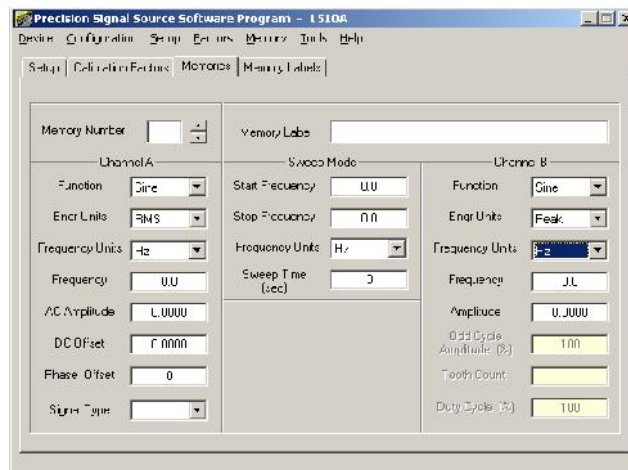 Precision Signal Source Software Program - 1510A
Device Configuration Setup Factors Memory Tools Help
Setup Calibration Factors Memories Memory Labels
Memory Number Memory Label
Channel A Sweep Mode Channel B
Function Sine Start Frequency 0.0 Function Sine
Engr Units RMS Stop Frequency 0.0 Engr Units Peak
Frequency Units Hz Frequency Units Hz Frequency Units Hz
Frequency 0.0 Sweep Time (sec) 0 Frequency 0.0
AC Amplitude 0.0000 Amplitude 0.0000
DC Offset 0.0000 Odd Cycle Amplitude (%) 100
Phase Offset 0 Tooth Count
Signal Type Duty Cycle (%) 100